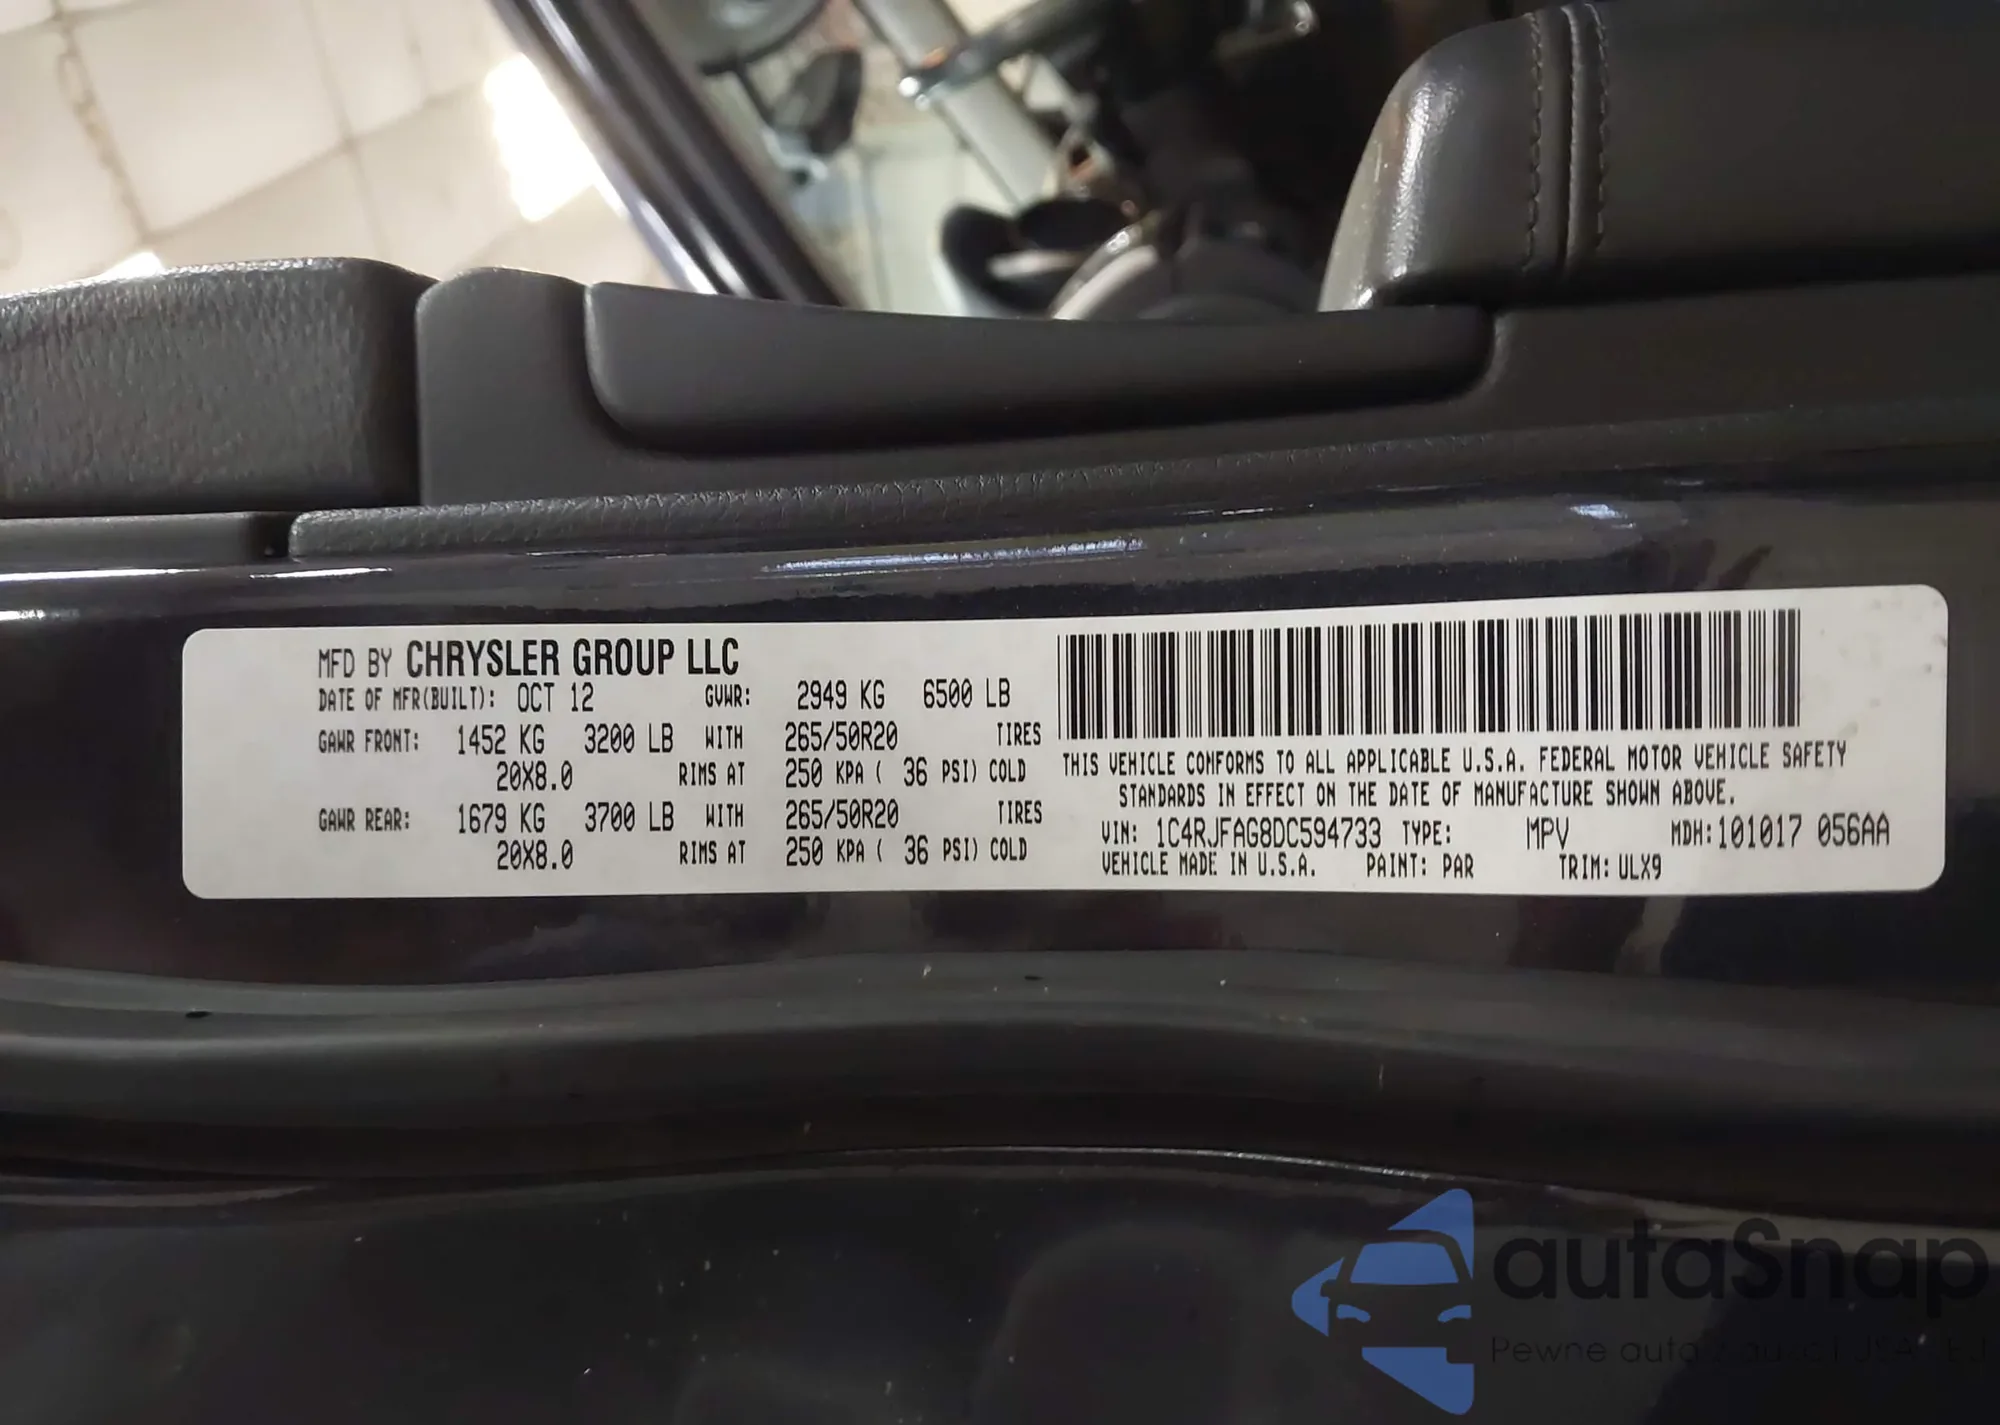 MFD BY CHRYSLER GROUP LLC
DATE OF MFR(BUILT): OCT 12 GVWR: 2949 KG 6500 LB
GAWR FRONT: 1452 KG 3200 LB WITH 265/50R20 TIRES
20X8.0 RIMS AT 250 KPA ( 36 PSI) COLD
GAWR REAR: 1679 KG 3700 LB WITH 265/50R20 TIRES
20X8.0 RIMS AT 250 KPA ( 36 PSI) COLD
THIS VEHICLE CONFORMS TO ALL APPLICABLE U.S.A. FEDERAL MOTOR VEHICLE SAFETY
STANDARDS IN EFFECT ON THE DATE OF MANUFACTURE SHOWN ABOVE.
VIN: 1C4RJFAG8DC594733 TYPE: MPV MDH:101017 056AA
VEHICLE MADE IN U.S.A. PAINT: PAR TRIM: ULX9
autaSnap
Pewne auta z aukcji USA